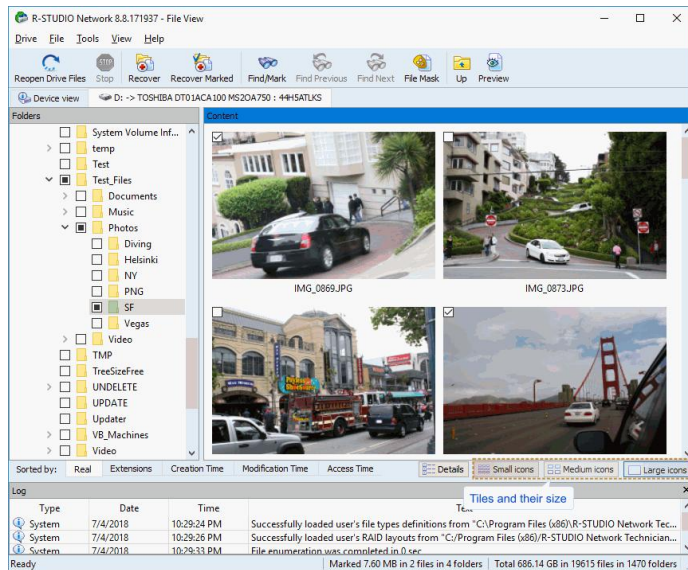 R-STUDIO Network 8.8.171937 - File View
Drive File Tools View Help
Reopen Drive Files Stop Recover Recover Marked Find/Mark Find Previous Find Next File Mask Up Preview
Device view D: -> TOSHIBA DT01ACA100 MS2OA750 : 44H5ATLKS
Folders
Content
System Volume Inf...
temp
Test
Test_Files
Documents
Music
Photos
Diving
Helsinki
NY
PNG
SF
Vegas
Video
TMP
TreeSizeFree
UNDELETE
UPDATE
Updater
VB_Machines
Video
IMG_0869.JPG
IMG_0873.JPG
Sorted by: Real Extensions Creation Time Modification Time Access Time Details Small icons Medium icons Large icons
Log
Tiles and their size
Type Date Time Text
System 7/4/2018 10:29:24 PM Successfully loaded user's file types definitions from "C:\Program Files (x86)\R-STUDIO Network Tec...
System 7/4/2018 10:29:26 PM Successfully loaded user's RAID layouts from "C:/Program Files (x86)/R-STUDIO Network Technician...
System 7/4/2018 10:29:33 PM File enumeration was completed in 0 sec
Ready Marked 7.60 MB in 2 files in 4 folders Total 686.14 GB in 19615 files in 1470 folders